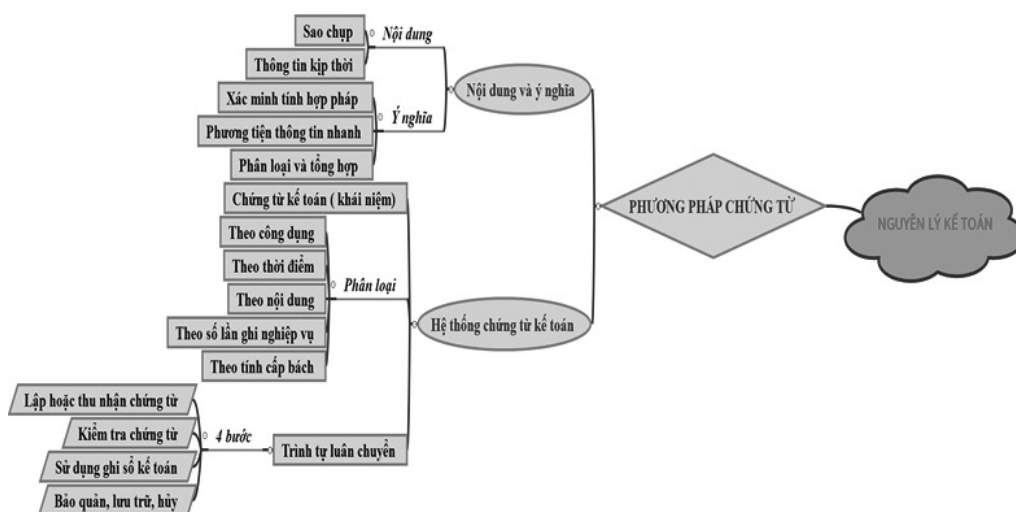 Sao chụp
Nội dung
Thông tin kịp thời
Xác minh tính hợp pháp
Ý nghĩa
Phương tiện thông tin nhanh
Phân loại và tổng hợp
Nội dung và ý nghĩa
Chứng từ kế toán ( khái niệm)
Theo công dụng
Theo thời điểm
Phân loại
Theo nội dung
Theo số lần ghi nghiệp vụ
Theo tính cấp bách
Hệ thống chứng từ kế toán
Lập hoặc thu nhận chứng từ
Kiểm tra chứng từ
4 bước
Sử dụng ghi sổ kế toán
Bảo quản, lưu trữ, hủy
Trình tự luân chuyển
PHƯƠNG PHÁP CHỨNG TỪ
NGUYÊN LÝ KẾ TOÁN